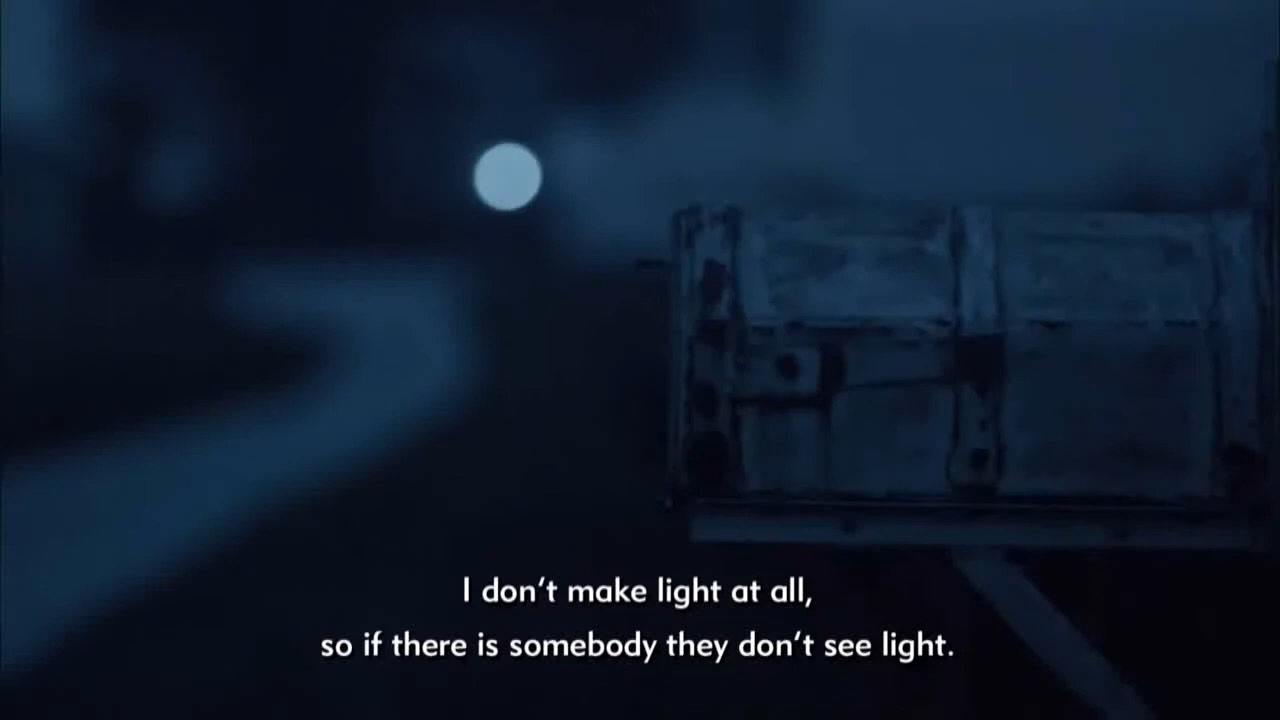 I don't make light at all,
so if there is somebody they don't see light.